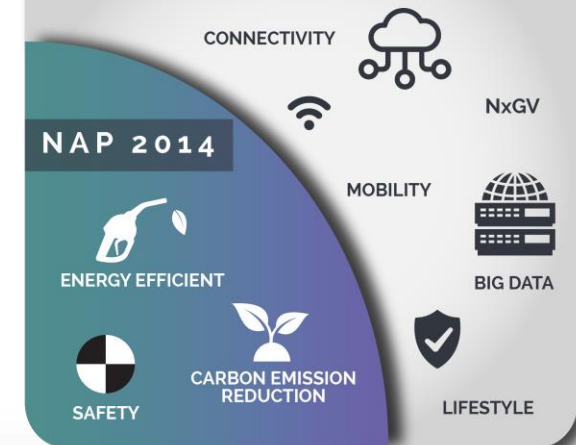 CONNECTIVITY
NxGV
NAP 2014
MOBILITY
ENERGY EFFICIENT
BIG DATA
CARBON EMISSION
REDUCTION
SAFETY
LIFESTYLE